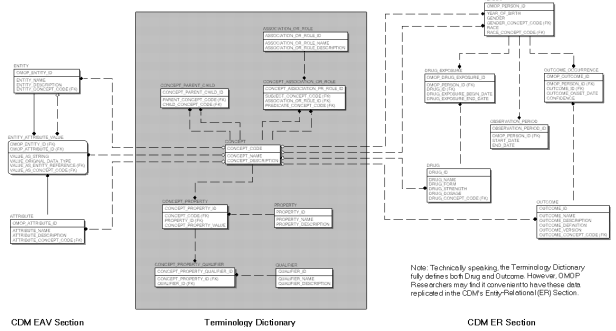 ENTITY
OMOP_ENTITY_ID
ENTITY_NAME
ENTITY_DESCRIPTION
ENTITY_CONCEPT_CODE (FK)
ENTITY_ATTRIBUTE_VALUE
OMOP_ENTITY_ID (FK)
OMOP_ATTRIBUTE_ID (FK)
VALUE_AS_STRING
VALUE_ORIGINAL_DATA_TYPE
VALUE_AS_ENTITY_REFERENCE (FK)
VALUE_AS_CONCEPT_CODE (FK)
ATTRIBUTE
OMOP_ATTRIBUTE_ID
ATTRIBUTE_NAME
ATTRIBUTE_DESCRIPTION
ATTRIBUTE_CONCEPT_CODE (FK)
CDM EAV Section
ASSOCIATION_OR_ROLE
ASSOCIATION_OR_ROLE_ID
ASSOCIATION_OR_ROLE_NAME
ASSOCIATION_OR_ROLE_DESCRIPTION
CONCEPT_PARENT_CHILD
CONCEPT_PARENT_CHILD_ID
PARENT_CONCEPT_CODE (FK)
CHILD_CONCEPT_CODE (FK)
CONCEPT_ASSOCIATION_OR_ROLE
CONCEPT_ASSOCIATION_OR_ROLE_ID
SUBJECT_CONCEPT_CODE (FK)
ASSOCIATION_OR_ROLE_ID (FK)
PREDICATE_CONCEPT_CODE (FK)
CONCEPT
CONCEPT_CODE
CONCEPT_NAME
CONCEPT_DESCRIPTION
CONCEPT_PROPERTY
CONCEPT_PROPERTY_ID
CONCEPT_CODE (FK)
PROPERTY_ID (FK)
CONCEPT_PROPERTY_VALUE
PROPERTY
PROPERTY_ID
PROPERTY_NAME
PROPERTY_DESCRIPTION
CONCEPT_PROPERTY_QUALIFIER
CONCEPT_PROPERTY_QUALIFIER_ID
CONCEPT_PROPERTY_ID (FK)
QUALIFIER_ID (FK)
QUALIFIER
QUALIFIER_ID
QUALIFIER_NAME
QUALIFIER_DESCRIPTION
Terminology Dictionary
OMOP_PERSON_ID
YEAR_OF_BIRTH
GENDER
GENDER_CONCEPT_CODE (FK)
RACE
RACE_CONCEPT_CODE (FK)
DRUG_EXPOSURE
OMOP_DRUG_EXPOSURE_ID
OMOP_PERSON_ID (FK)
DRUG_ID (FK)
DRUG_EXPOSURE_BEGIN_DATE
DRUG_EXPOSURE_END_DATE
OUTCOME_OCCURRENCE
OMOP_OUTCOME_ID
OMOP_PERSON_ID (FK)
OUTCOME_ID (FK)
OUTCOME_ONSET_DATE
CONFIDENCE
OBSERVATION_PERIOD
OBSERVATION_PERIOD_ID
OMOP_PERSON_ID (FK)
START_DATE
END_DATE
DRUG
DRUG_ID
DRUG_NAME
DRUG_FORM
DRUG_STRENGTH
DRUG_DOSAGE
DRUG_CONCEPT_CODE (FK)
OUTCOME
OUTCOME_ID
OUTCOME_NAME
OUTCOME_DESCRIPTION
OUTCOME_DEFINITION
OUTCOME_VERSION
OUTCOME_CONCEPT_CODE (FK)
Note: Technically speaking, the Terminology Dictionary
fully defines both Drug and Outcome. However, OMOP
Researchers may find it convenient to have these data
replicated in the CDM's Entity-Relational (ER) Section.
CDM ER Section